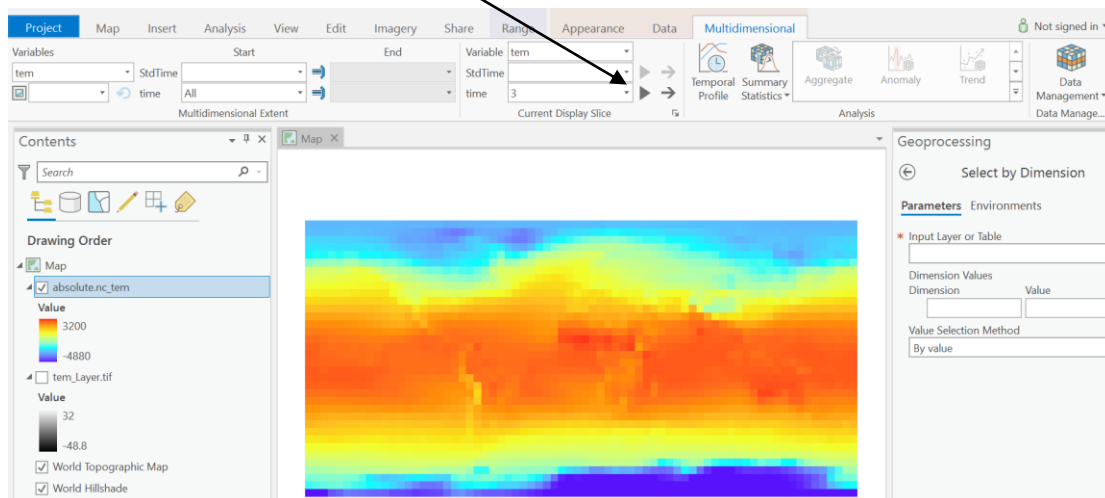 Project Map Insert Analysis View Edit Imagery Share Range Appearance Data Multidimensional Not signed in
Variables Start End Variable tem
tem StdTime StdTime
time All time 3
Temporal Profile Summary Statistics Aggregate Anomaly Trend Data Management
Multidimensional Extent Current Display Slice Analysis Data Manage...
Contents
Search
Drawing Order
Map
absolute.nc_tem
Value
3200
-4880
tem_Layer.tif
Value
32
-48.8
World Topographic Map
World Hillshade
Map
Geoprocessing
Select by Dimension
Parameters Environments
* Input Layer or Table
Dimension Values
Dimension Value
Value Selection Method
By value